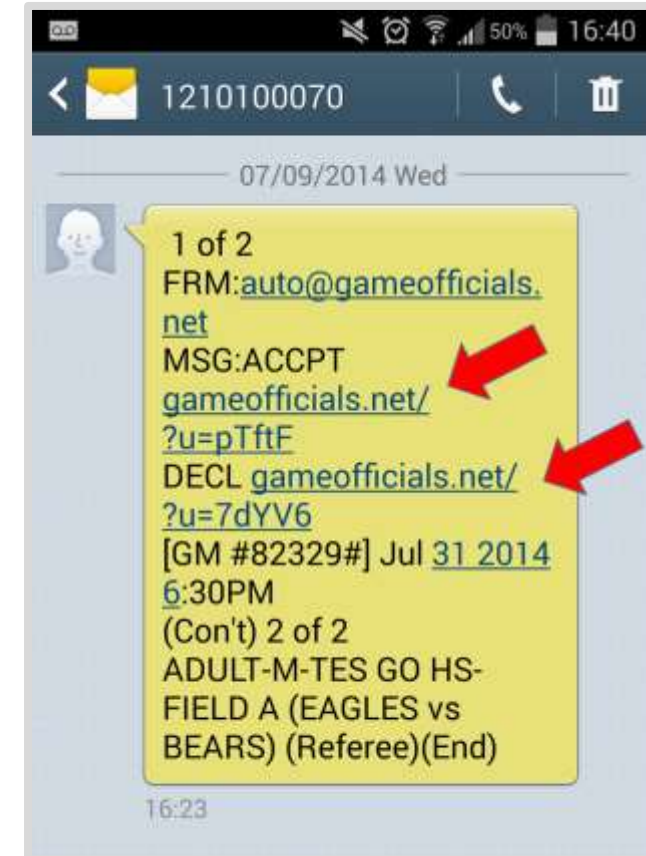 50% 16:40
1210100070
07/09/2014 Wed
1 of 2
FRM:auto@gameofficials.
net
MSG:ACCPT
gameofficials.net/
?u=pTftF
DECL gameofficials.net/
?u=7dYV6
[GM #82329#] Jul 31 2014
6:30PM
(Con't) 2 of 2
ADULT-M-TES GO HS-
FIELD A (EAGLES vs
BEARS) (Referee)(End)
16:23